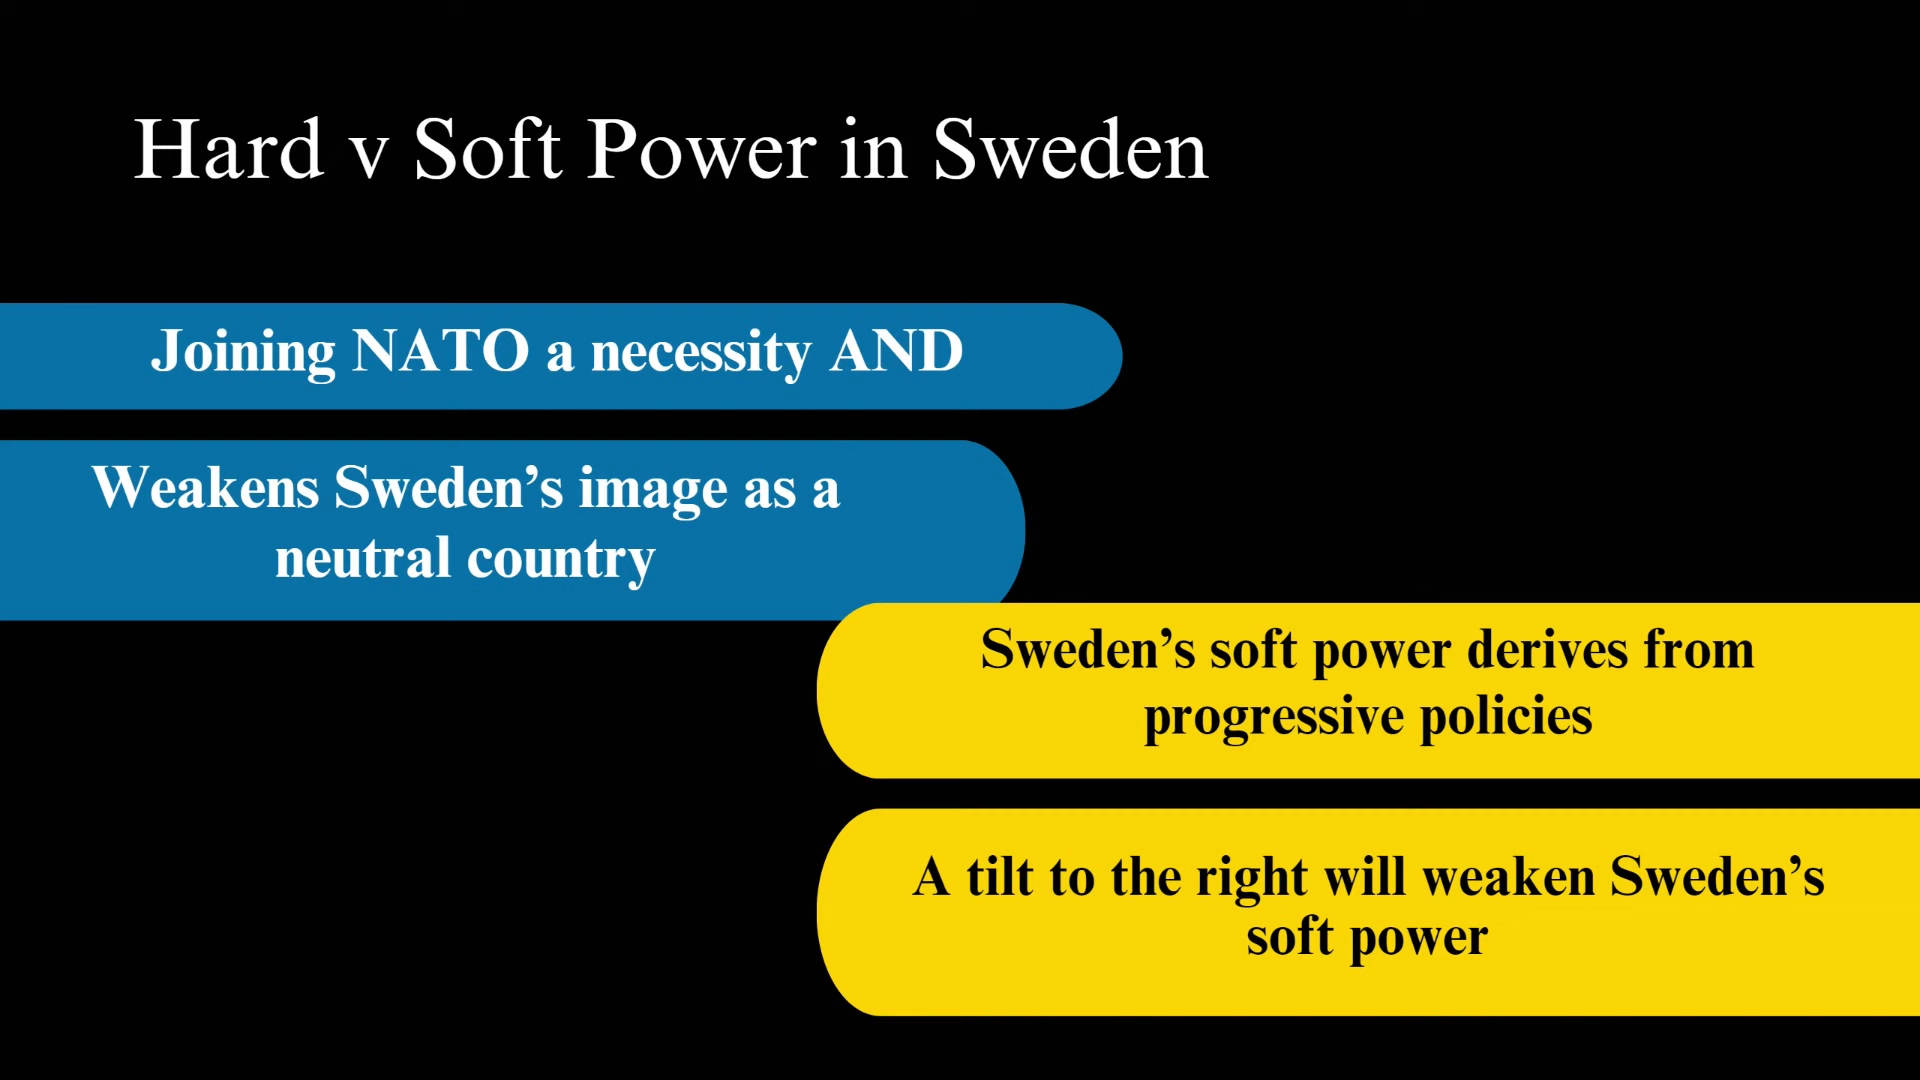 Hard v Soft Power in Sweden
Joining NATO a necessity AND
Weakens Sweden’s image as a
neutral country
Sweden’s soft power derives from
progressive policies
A tilt to the right will weaken Sweden’s
soft power